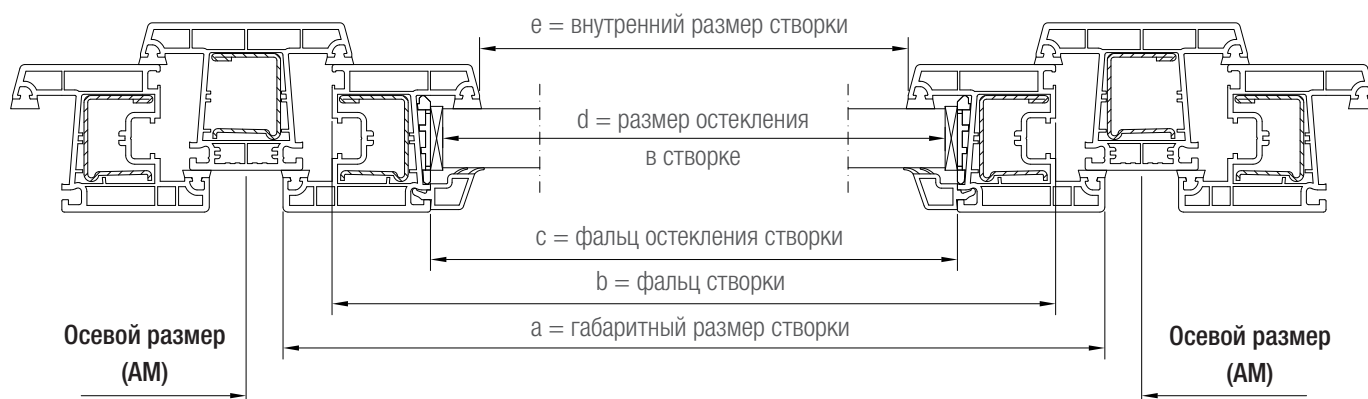 e = внутренний размер створки
d = размер остекления
в створке
c = фальц остекления створки
b = фальц створки
a = габаритный размер створки
Осевой размер
(AM)
Осевой размер
(AM)